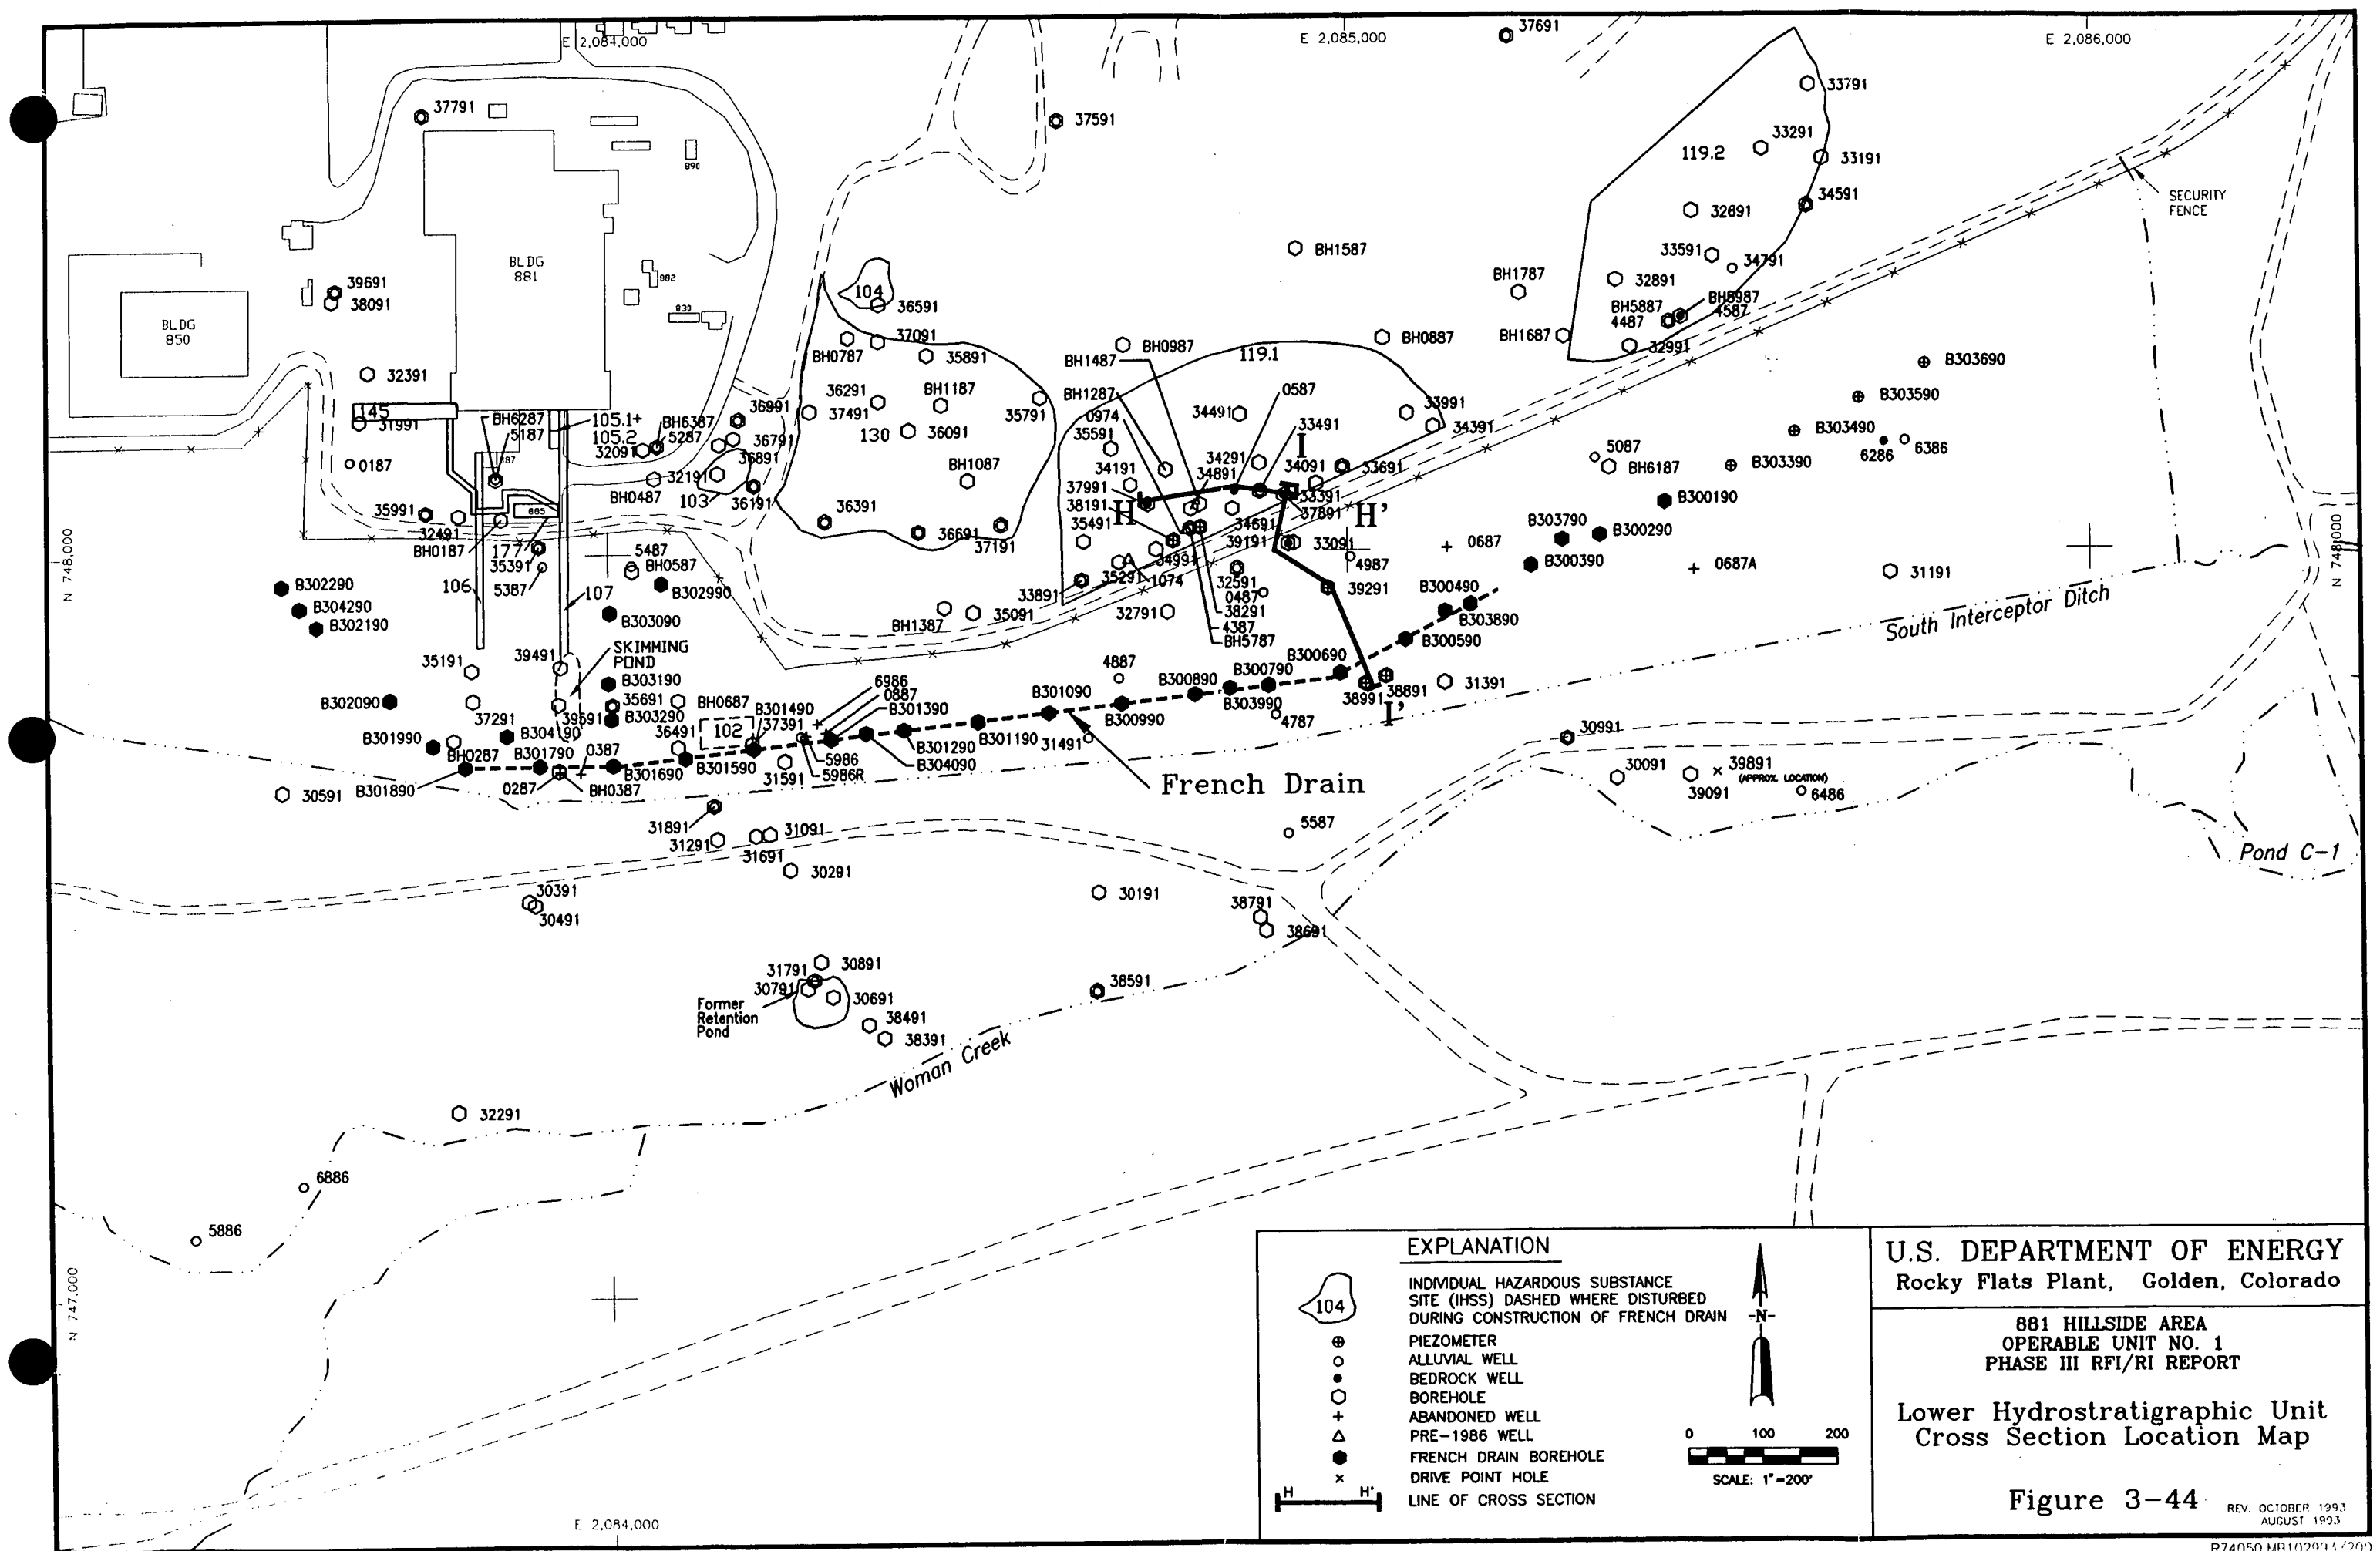 E 2,084,000
E 2,085,000
E 2,086,000
37691
37791
37591
33791
33291
119.2
33191
34591
32691
SECURITY
FENCE
890
BLDG
881
882
830
BLDG
850
39691
38091
104
36591
BH1587
33591
34791
32891
BH1787
BH5887
BH5987
4487
4587
BH1687
32991
BH0787
37091
35891
BH0987
BH1487
119.1
BH0887
B303690
B303590
32391
145
31991
BH6287
5187
105.1
105.2
BH6387
5287
36991
36791
36891
32091
36291
37491
BH1187
35791
130
36091
BH1287
0974
35591
34491
0587
33491
33991
34391
B303490
6286
6386
0187
BH0487
32191
103
36191
BH1087
34191
34291
34891
I
34091
33691
5087
BH6187
B303390
B300190
37991
38191
H
33391
37891
H'
35991
32491
BH0187
885
177
35391
5387
36391
36691
37191
35491
34691
39191
33091
4987
0687
B303790
B300290
B300390
0687A
31191
N 748,000
N 748,000
5487
BH0587
B302990
106
107
B302290
B304290
B302190
B303090
33891
35291
1074
34991
32591
0487
38291
4387
BH5787
32791
BH1387
35091
39291
B300490
B303890
B300590
South Interceptor Ditch
SKIMMING
POND
35191
39491
B303190
35691
BH0687
B303290
B302090
37291
39591
B304190
B301990
BH0287
B301790
0387
B301890
0287
BH0387
B301690
36491
102
B301590
B301490
37391
6986
0887
B301390
31591
5986
5986R
B304090
B301290
B301190
B301090
4887
31491
B300990
B300890
B300790
B303990
4787
B300690
38991
38891
I'
31391
French Drain
30591
30991
30091
39891
(APPROX. LOCATION)
39091
6486
5587
31891
31291
31691
31091
30291
Pond C-1
30391
30491
30191
38791
38691
31791
30891
30791
30691
Former
Retention
Pond
38491
38391
38591
Woman Creek
32291
6886
5886
N 747,000
E 2,084,000
EXPLANATION
104
INDIVIDUAL HAZARDOUS SUBSTANCE
SITE (IHSS) DASHED WHERE DISTURBED
DURING CONSTRUCTION OF FRENCH DRAIN
PIEZOMETER
ALLUVIAL WELL
BEDROCK WELL
BOREHOLE
ABANDONED WELL
PRE-1986 WELL
FRENCH DRAIN BOREHOLE
DRIVE POINT HOLE
H H' LINE OF CROSS SECTION
-N-
0 100 200
SCALE: 1"=200'
U.S. DEPARTMENT OF ENERGY
Rocky Flats Plant, Golden, Colorado
881 HILLSIDE AREA
OPERABLE UNIT NO. 1
PHASE III RFI/RI REPORT
Lower Hydrostratigraphic Unit
Cross Section Location Map
Figure 3-44
REV. OCTOBER 1993
AUGUST 1993